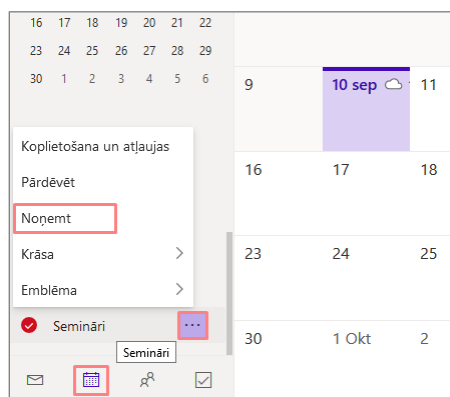 16 17 18 19 20 21 22
23 24 25 26 27 28 29
30 1 2 3 4 5 6
Koplietošana un atļaujas
Pārdēvēt
Noņemt
Krāsa
Emblēma
Semināri
Semināri
9 10 sep 11
16 17 18
23 24 25
30 1 Okt 2